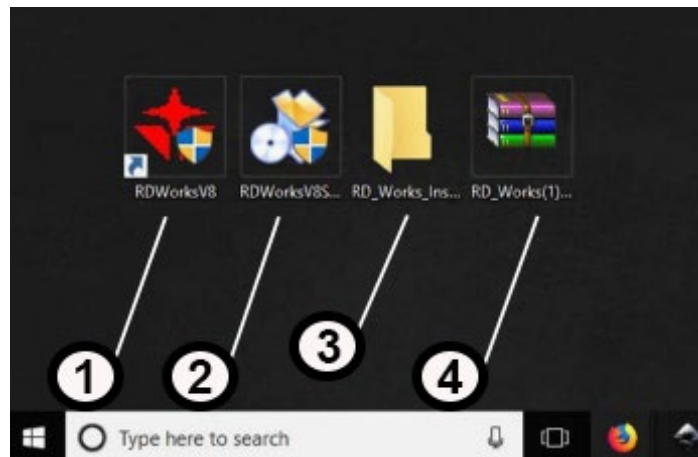 RDWorksV8 RDWorksV8S... RD_Works_Ins... RD_Works(1)...
1 2 3 4
Type here to search